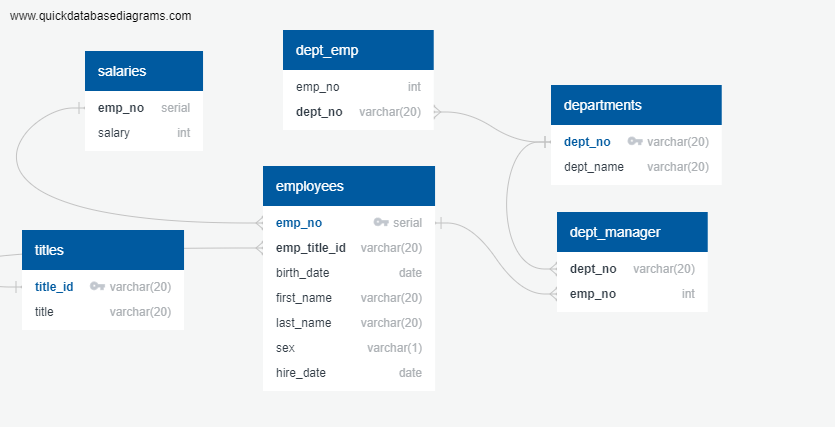 www.quickdatabasediagrams.com
dept_emp
emp_no int
dept_no varchar(20)
salaries
emp_no serial
salary int
departments
dept_no varchar(20)
dept_name varchar(20)
employees
emp_no serial
emp_title_id varchar(20)
birth_date date
first_name varchar(20)
last_name varchar(20)
sex varchar(1)
hire_date date
dept_manager
dept_no varchar(20)
emp_no int
titles
title_id varchar(20)
title varchar(20)